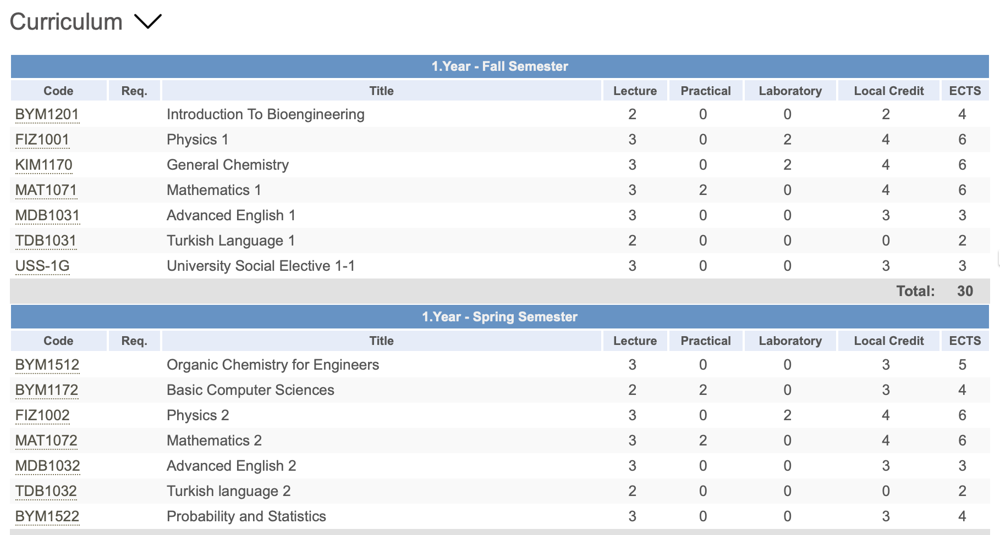 Curriculum
1.Year - Fall Semester
Code Req. Title Lecture Practical Laboratory Local Credit ECTS
BYM1201 Introduction To Bioengineering 2 0 0 2 4
FIZ1001 Physics 1 3 0 2 4 6
KIM1170 General Chemistry 3 0 2 4 6
MAT1071 Mathematics 1 3 2 0 4 6
MDB1031 Advanced English 1 3 0 0 3 3
TDB1031 Turkish Language 1 2 0 0 0 2
USS-1G University Social Elective 1-1 3 0 0 3 3
Total: 30
1.Year - Spring Semester
Code Req. Title Lecture Practical Laboratory Local Credit ECTS
BYM1512 Organic Chemistry for Engineers 3 0 0 3 5
BYM1172 Basic Computer Sciences 2 2 0 3 4
FIZ1002 Physics 2 3 0 2 4 6
MAT1072 Mathematics 2 3 2 0 4 6
MDB1032 Advanced English 2 3 0 0 3 3
TDB1032 Turkish language 2 2 0 0 0 2
BYM1522 Probability and Statistics 3 0 0 3 4